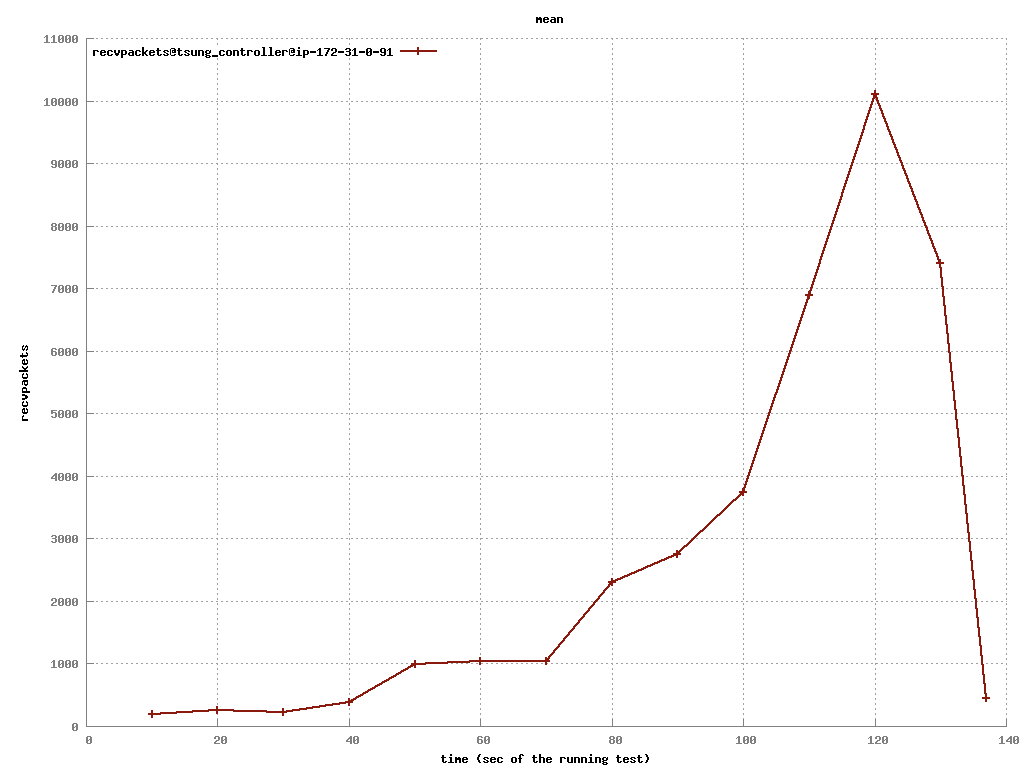 mean
11000
recvpackets@tsung_controller@ip-172-31-0-91
10000
9000
8000
7000
6000
recvpackets
5000
4000
3000
2000
1000
0
0 20 40 60 80 100 120 140
time (sec of the running test)